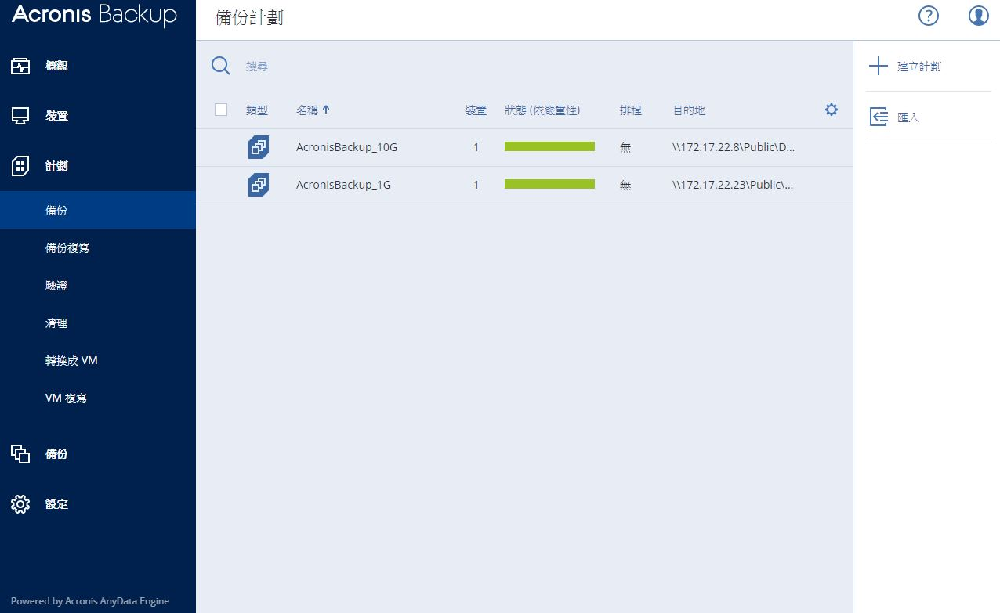 Acronis Backup
備份計劃
概觀
裝置
計劃
備份
備份複寫
驗證
清理
轉換成 VM
VM 複寫
備份
設定
Powered by Acronis AnyData Engine
搜尋
類型 名稱 裝置 狀態 (依嚴重性) 排程 目的地
AcronisBackup_10G 1 無 \\172.17.22.8\Public\D...
AcronisBackup_1G 1 無 \\172.17.22.23\Public\...
建立計劃
匯入